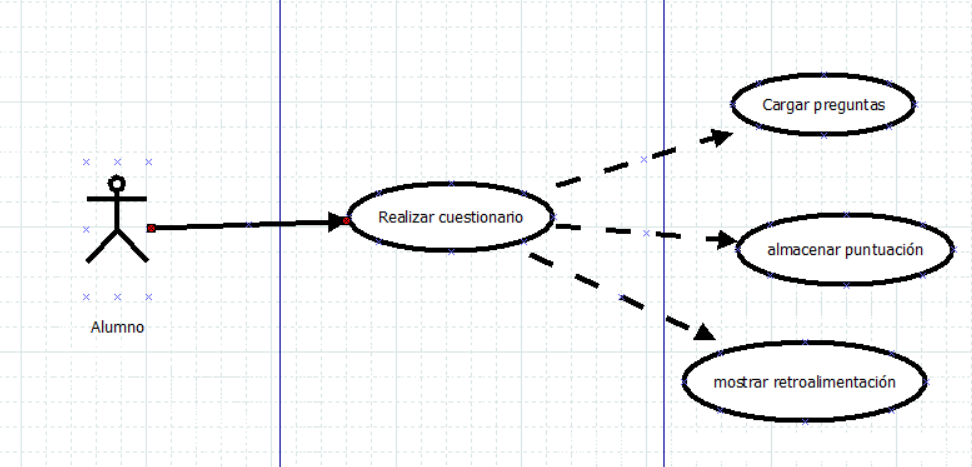 Cargar preguntas
Realizar cuestionario
almacenar puntuación
Alumno
mostrar retroalimentación